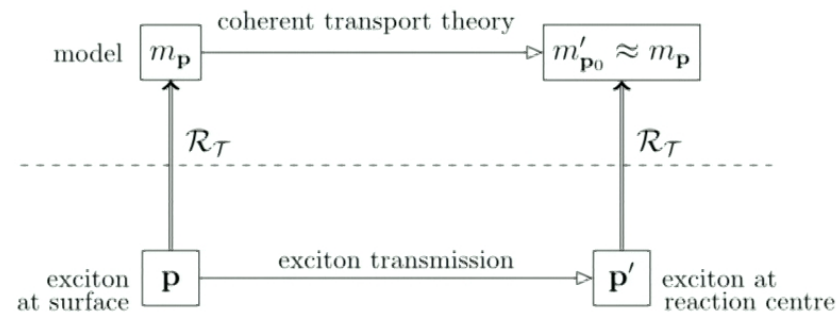 coherent transport theory
model
m_p
m′_p₀ ≈ m_p
R_T
R_T
exciton transmission
exciton
at surface
p
p′
exciton at
reaction centre